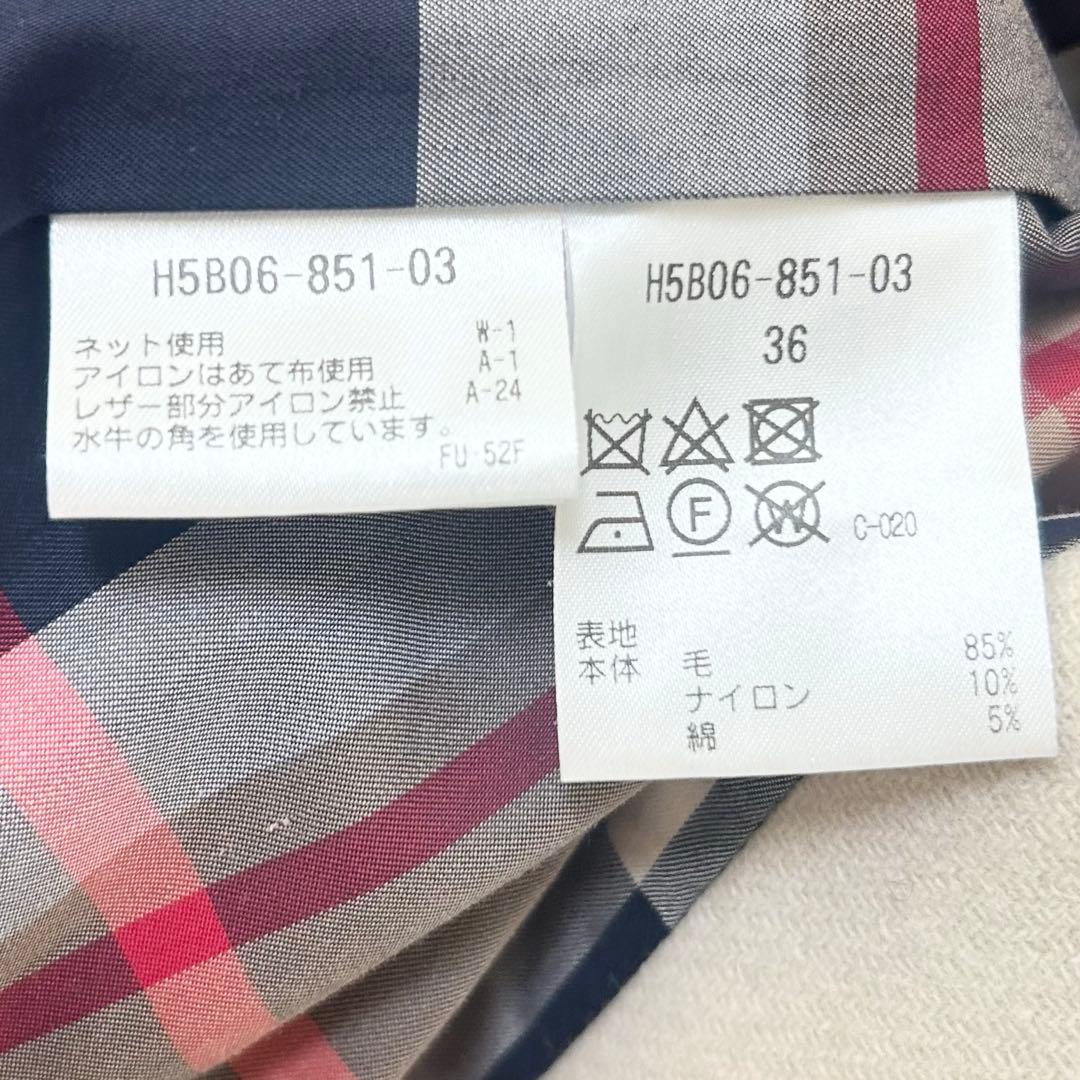 H5B06-851-03
ネット使用 W-1
アイロンはあて布使用 A-1
レザー部分アイロン禁止 A-24
水牛の角を使用しています。
FU-52F
H5B06-851-03
36
F W C-020
表地
本体 毛 85%
ナイロン 10%
綿 5%